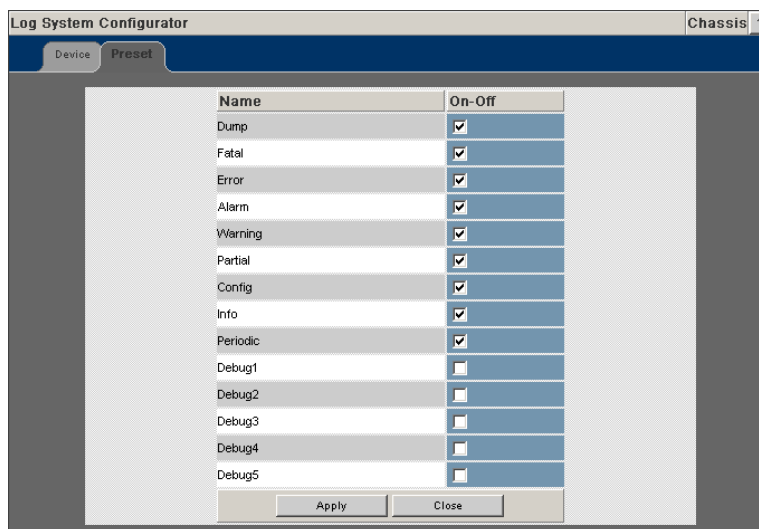 Log System Configurator Chassis
Device Preset
Name On-Off
Dump
Fatal
Error
Alarm
Warning
Partial
Config
Info
Periodic
Debug1
Debug2
Debug3
Debug4
Debug5
Apply Close